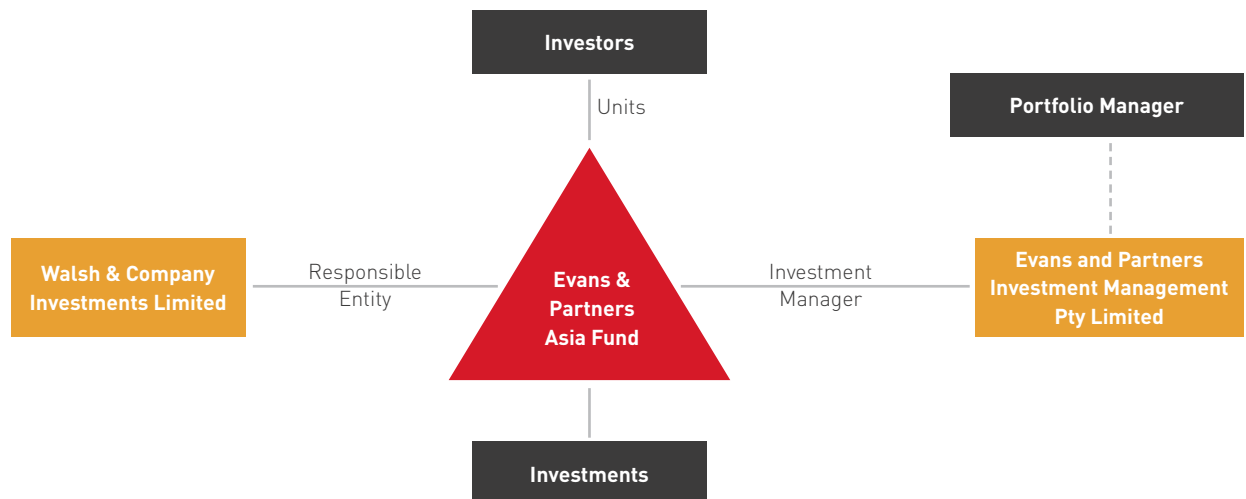 Investors
Units
Portfolio Manager
Walsh & Company
Investments Limited
Responsible
Entity
Evans &
Partners
Asia Fund
Investment
Manager
Evans and Partners
Investment Management
Pty Limited
Investments